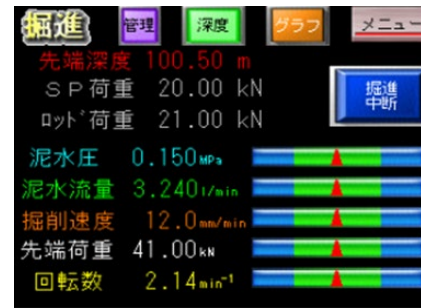 掘進 管理 深度 グラフ メニュー
先端深度 100.50 m
SP荷重 20.00 kN
ロッド荷重 21.00 kN
掘進
中断
泥水圧 0.150MPa
泥水流量 3.240l/min
掘削速度 12.0mm/min
先端荷重 41.00kN
回転数 2.14min⁻¹